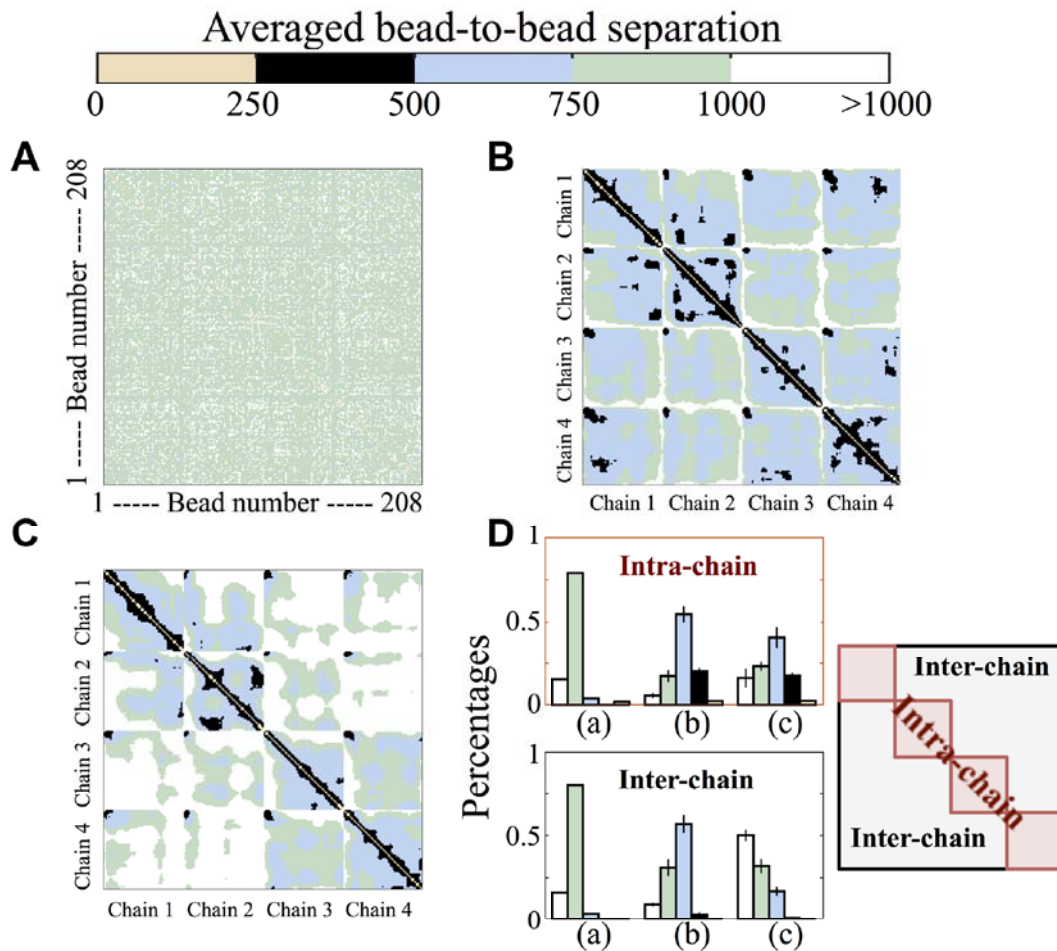 Averaged bead-to-bead separation
0 250 500 750 1000 >1000
A
1 ----- Bead number ----- 208
1 ----- Bead number ----- 208
B
Chain 1
Chain 2
Chain 3
Chain 4
Chain 1 Chain 2 Chain 3 Chain 4
C
Chain 1
Chain 2
Chain 3
Chain 4
Chain 1 Chain 2 Chain 3 Chain 4
D
Percentages
1
0.5
0
Intra-chain
(a) (b) (c)
1
0.5
0
Inter-chain
(a) (b) (c)
Inter-chain
Intra-chain
Inter-chain